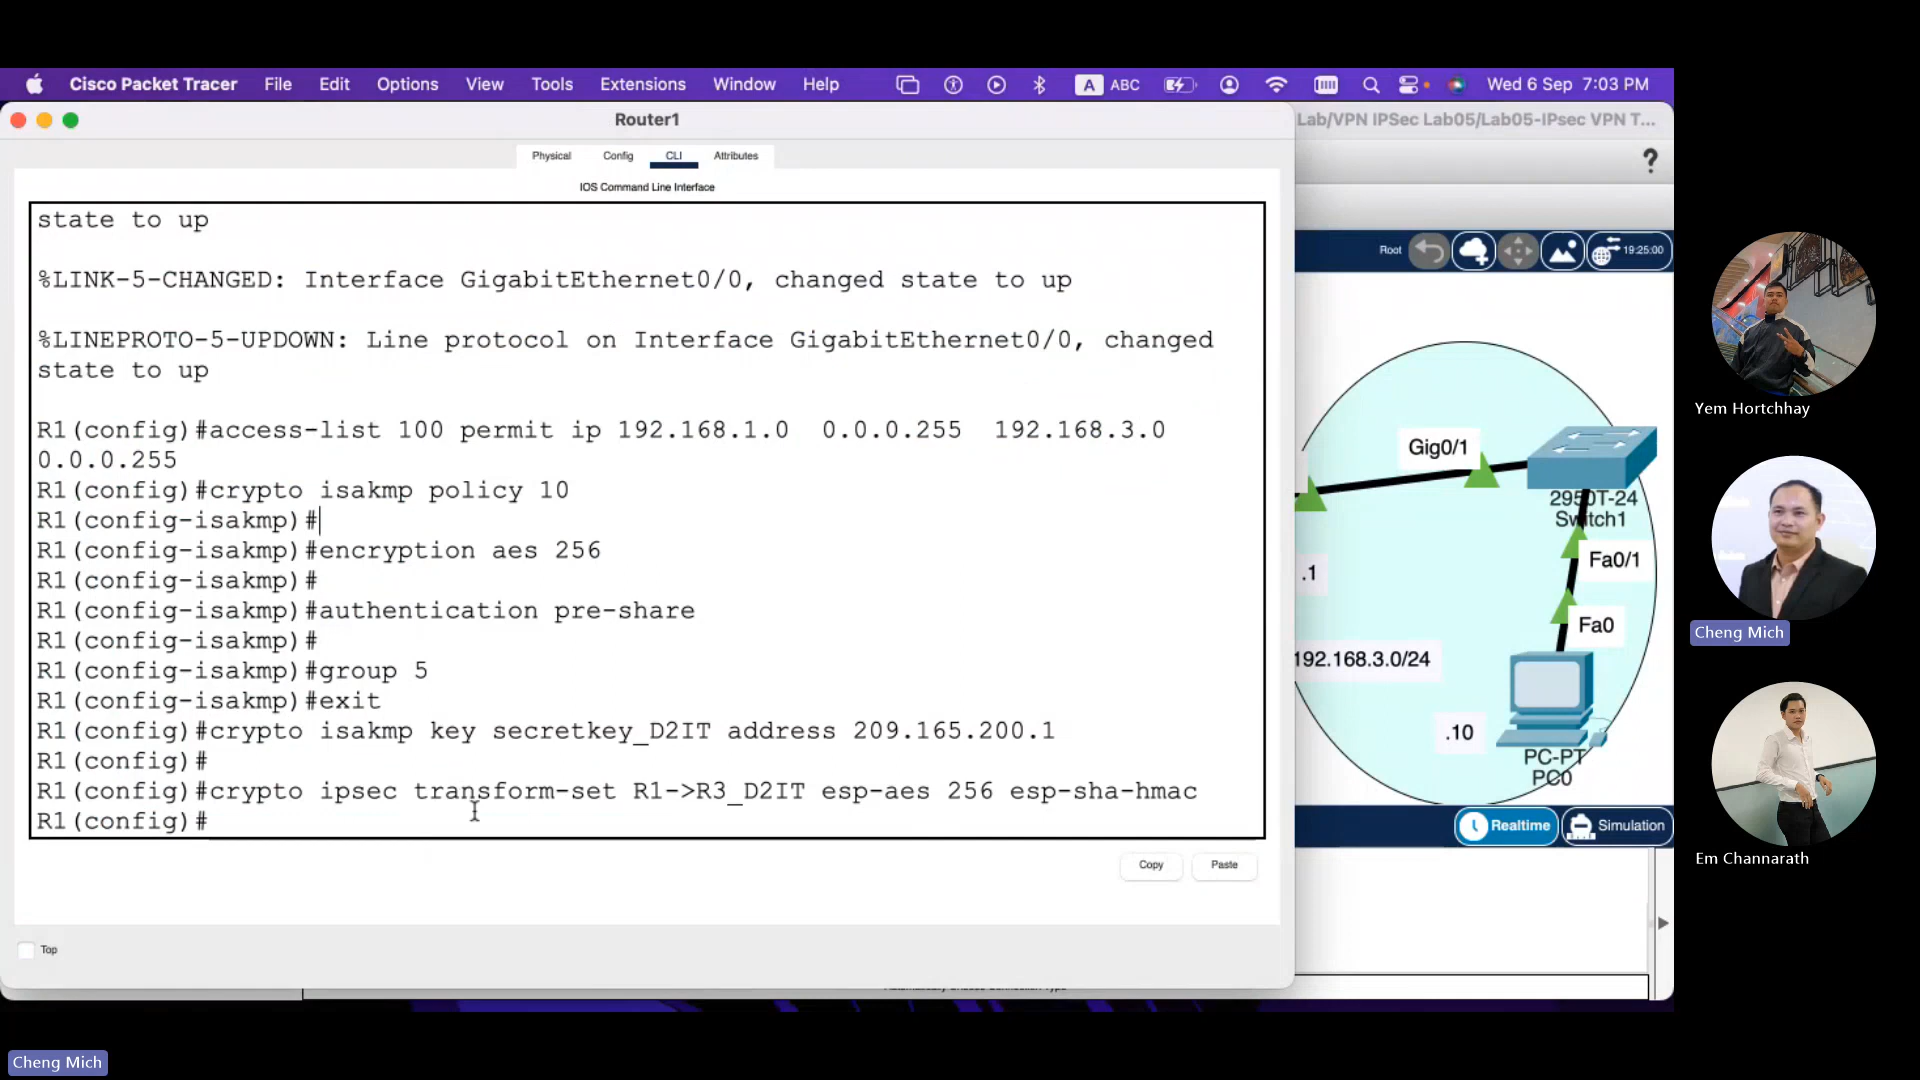 Cisco Packet Tracer File Edit Options View Tools Extensions Window Help A ABC Wed 6 Sep 7:03 PM
Router1
Lab/VPN IPSec Lab05/Lab05-IPsec VPN T...
Physical Config CLI Attributes
?
IOS Command Line Interface
state to up
%LINK-5-CHANGED: Interface GigabitEthernet0/0, changed state to up
%LINEPROTO-5-UPDOWN: Line protocol on Interface GigabitEthernet0/0, changed
state to up
R1(config)#access-list 100 permit ip 192.168.1.0 0.0.0.255 192.168.3.0
0.0.0.255
R1(config)#crypto isakmp policy 10
R1(config-isakmp)#
R1(config-isakmp)#encryption aes 256
R1(config-isakmp)#
R1(config-isakmp)#authentication pre-share
R1(config-isakmp)#
R1(config-isakmp)#group 5
R1(config-isakmp)#exit
R1(config)#crypto isakmp key secretkey_D2IT address 209.165.200.1
R1(config)#
R1(config)#crypto ipsec transform-set R1->R3_D2IT esp-aes 256 esp-sha-hmac
R1(config)#
Copy Paste
Top
Root 19:25:00
Gig0/1
2950T-24
Switch1
Fa0/1
.1
Fa0
192.168.3.0/24
.10
PC-PT
PC0
Realtime Simulation
Yem Hortchhay
Cheng Mich
Em Channarath
Cheng Mich